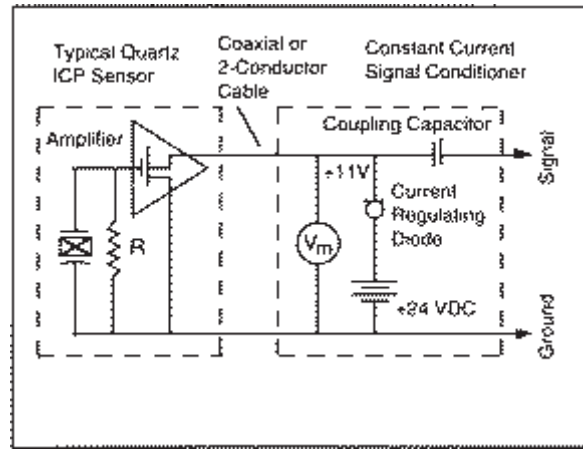 Typical Quartz
ICP Sensor
Coaxial or
2-Conductor
Cable
Constant Current
Signal Conditioner
Amplifier
Coupling Capacitor
Signal
+11V
Current
Regulating
Diode
R
Vm
+24 VDC
Ground